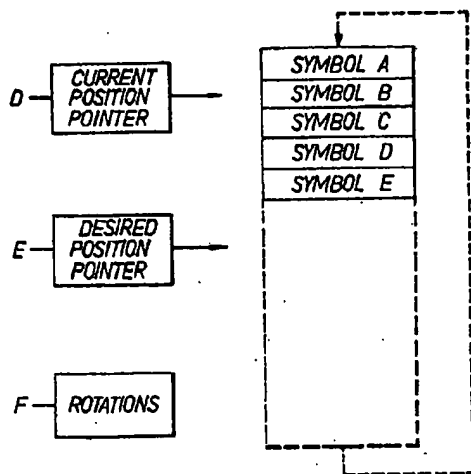 D
CURRENT
POSITION
POINTER
E
DESIRED
POSITION
POINTER
F
ROTATIONS
SYMBOL A
SYMBOL B
SYMBOL C
SYMBOL D
SYMBOL E